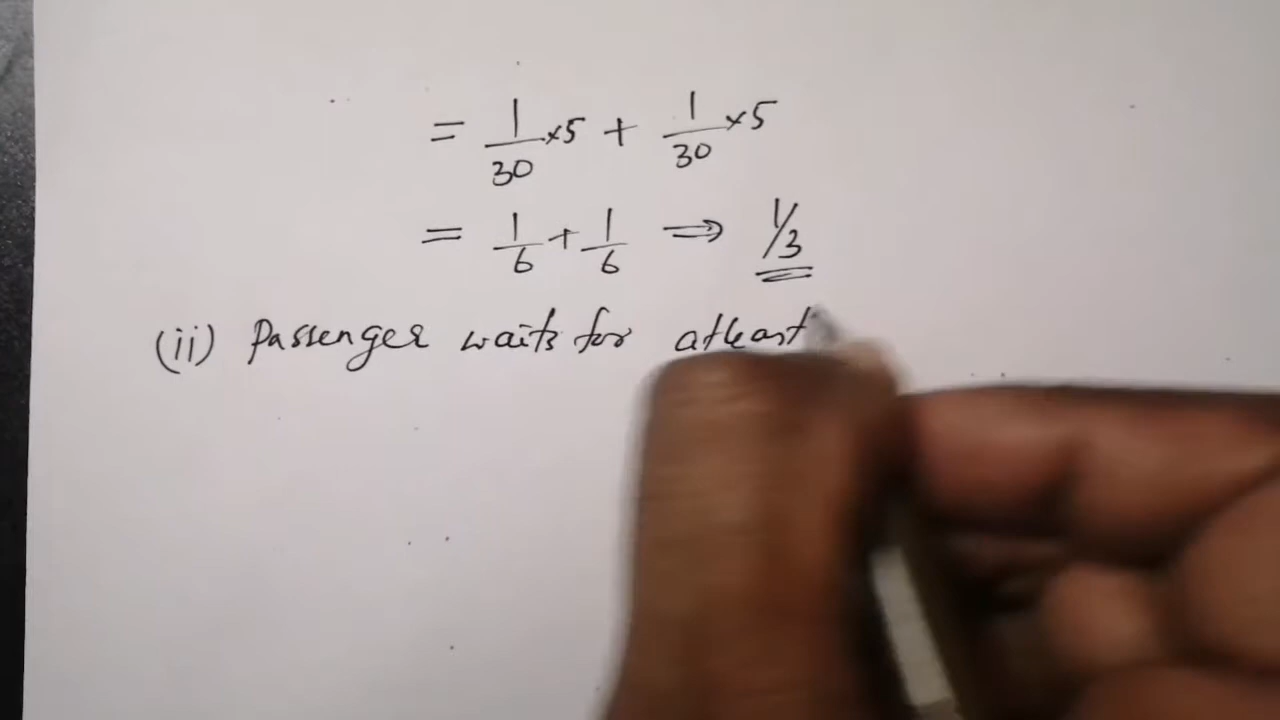 = 1/30 ×5 + 1/30 ×5
= 1/6 + 1/6 ⇒ 1/3
(ii) Passenger waits for atleast